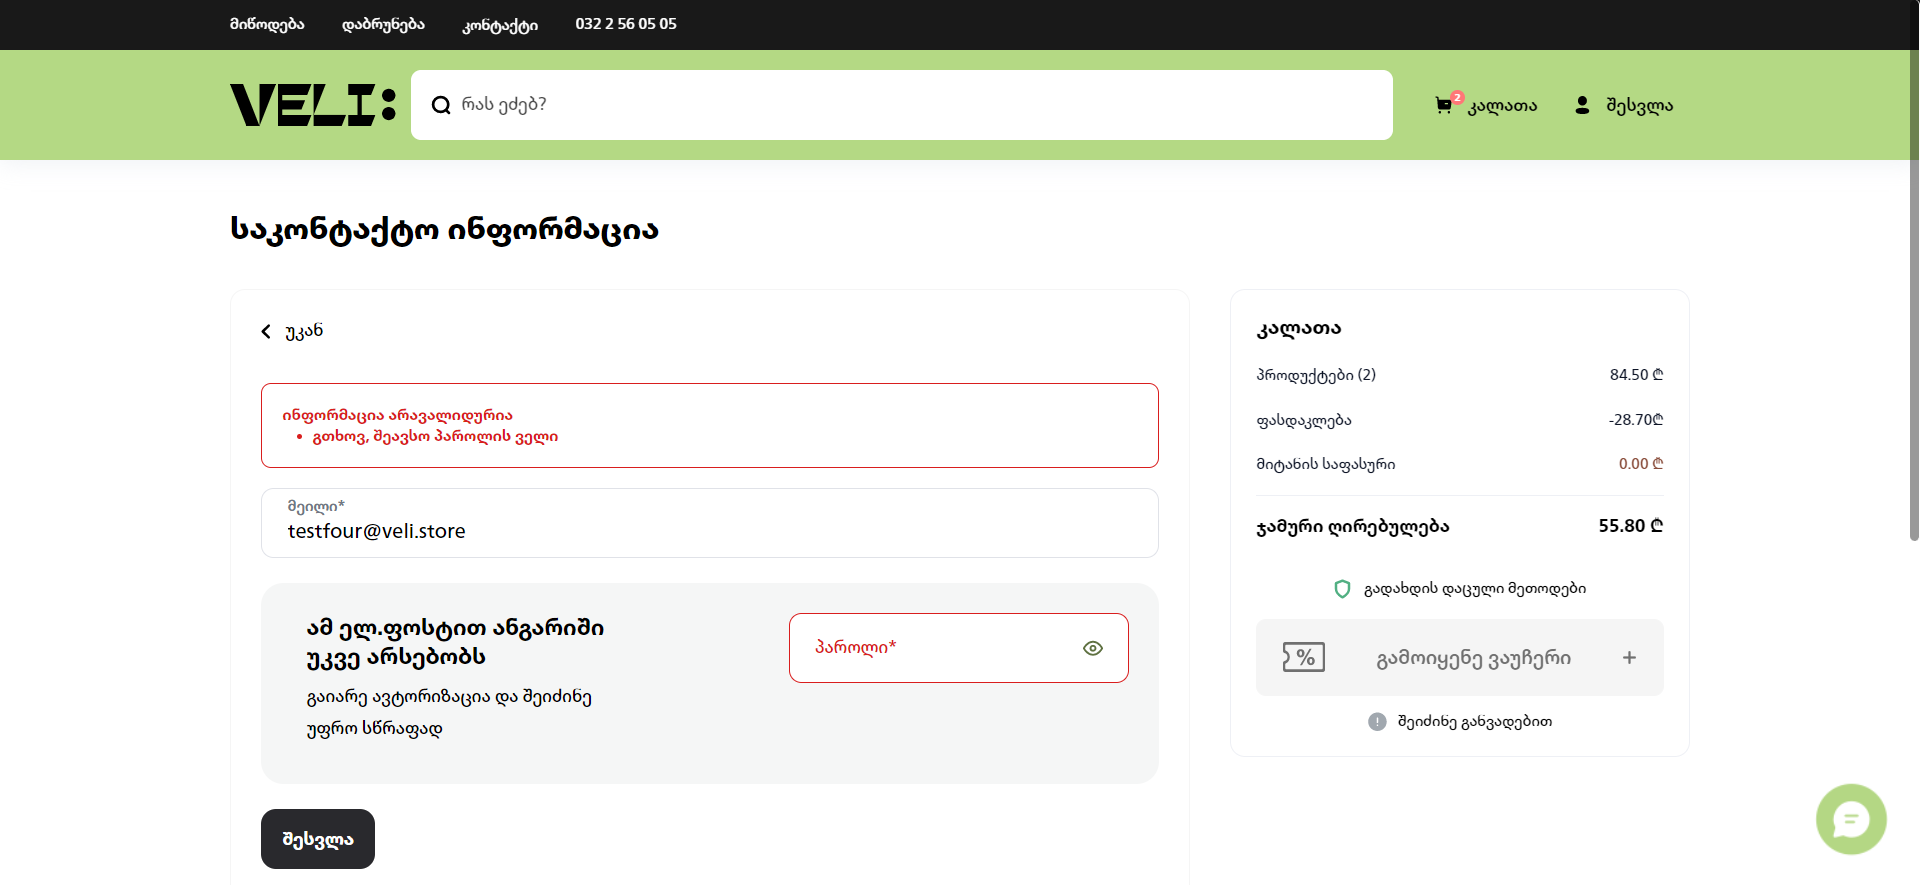 მიწოდება დაბრუნება კონტაქტი 032 2 56 05 05
VELI:
რას ეძებ?
2
კალათა
შესვლა
საკონტაქტო ინფორმაცია
უკან
ინფორმაცია არავალიდურია
• გთხოვ, შეავსო პაროლის ველი
მეილი*
testfour@veli.store
ამ ელ.ფოსტით ანგარიში
უკვე არსებობს
გაიარე ავტორიზაცია და შეიძინე
უფრო სწრაფად
პაროლი*
შესვლა
კალათა
პროდუქტები (2) 84.50 ₾
ფასდაკლება -28.70₾
მიტანის საფასური 0.00 ₾
ჯამური ღირებულება 55.80 ₾
გადახდის დაცული მეთოდები
% გამოიყენე ვაუჩერი +
შეიძინე განვადებით